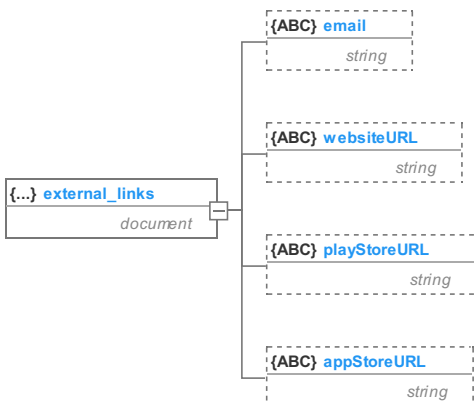 {ABC} email
string
{ABC} websiteURL
string
{...} external_links
document
{ABC} playStoreURL
string
{ABC} appStoreURL
string